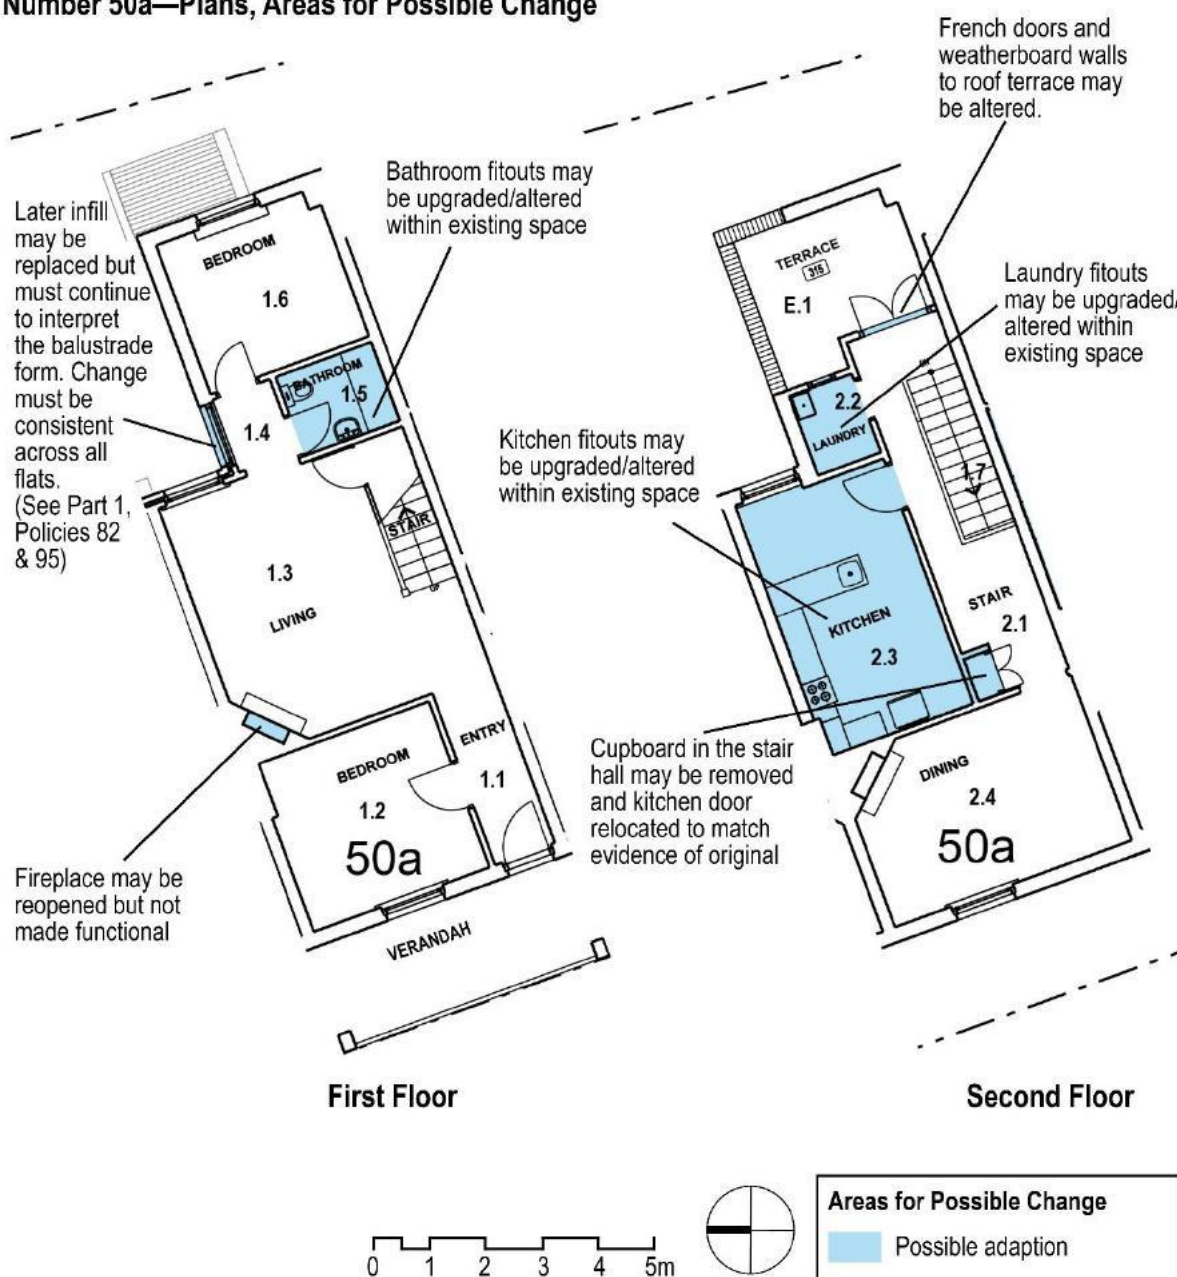 Number 50a—Plans, Areas for Possible Change
French doors and
weatherboard walls
to roof terrace may
be altered.
Bathroom fitouts may
be upgraded/altered
within existing space
Later infill
may be
replaced but
must continue
to interpret
the balustrade
form. Change
must be
consistent
across all
flats.
(See Part 1,
Policies 82
& 95)
Laundry fitouts
may be upgraded/
altered within
existing space
Kitchen fitouts may
be upgraded/altered
within existing space
BEDROOM
1.6
BATHROOM
1.5
1.4
STAIR
1.3
LIVING
ENTRY
1.1
BEDROOM
1.2
50a
VERANDAH
Fireplace may be
reopened but not
made functional
TERRACE
315
E.1
2.2
LAUNDRY
1.7
STAIR
2.1
KITCHEN
2.3
Cupboard in the stair
hall may be removed
and kitchen door
relocated to match
evidence of original
DINING
2.4
50a
First Floor
Second Floor
0 1 2 3 4 5m
Areas for Possible Change
Possible adaption